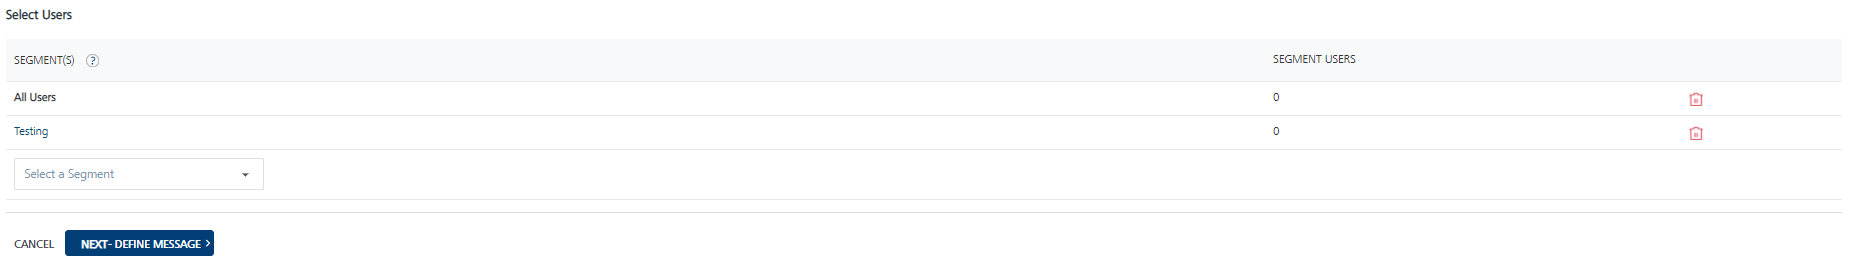 Select Users
SEGMENT(S) ? SEGMENT USERS
All Users 0
Testing 0
Select a Segment
CANCEL NEXT- DEFINE MESSAGE >